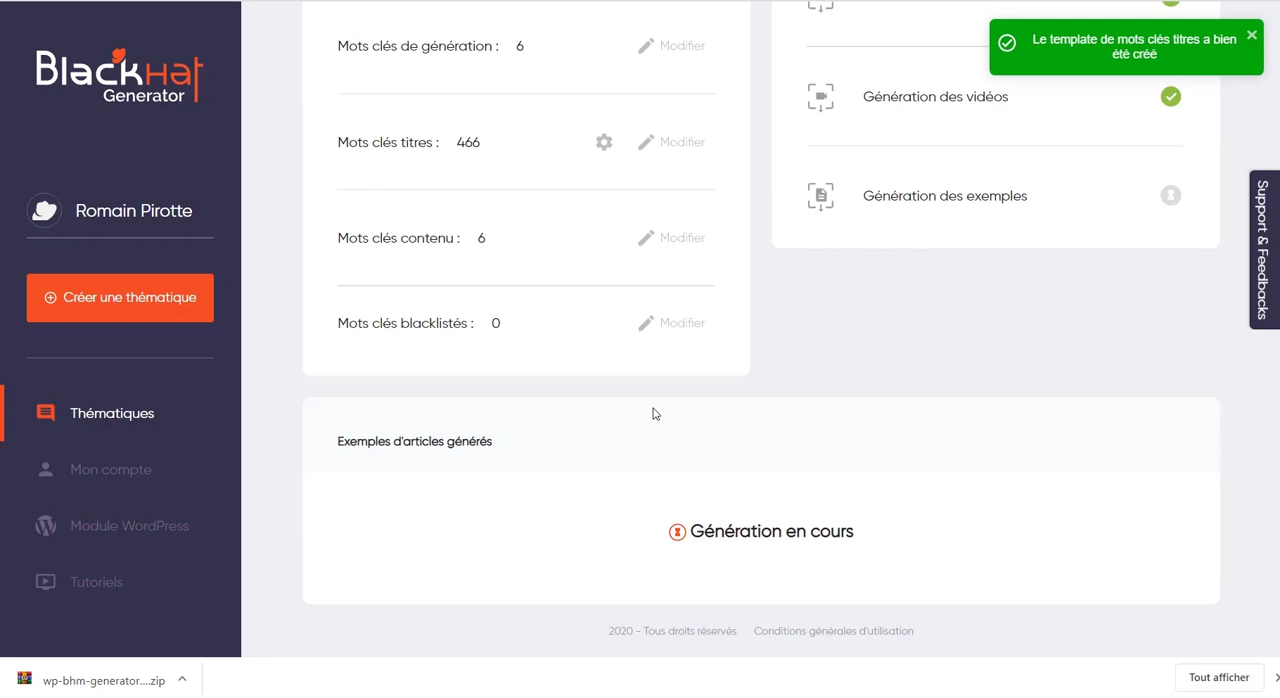 BlackHat
Generator
Romain Pirotte
Créer une thématique
Thématiques
Mon compte
Module WordPress
Tutoriels
Mots clés de génération : 6 Modifier
Mots clés titres : 466 Modifier
Mots clés contenu : 6 Modifier
Mots clés blacklistés : 0 Modifier
Le template de mots clés titres a bien
été créé
Génération des vidéos
Génération des exemples
Support & Feedbacks
Exemples d'articles générés
Génération en cours
2020 - Tous droits réservés Conditions générales d'utilisation
wp-bhm-generator....zip Tout afficher